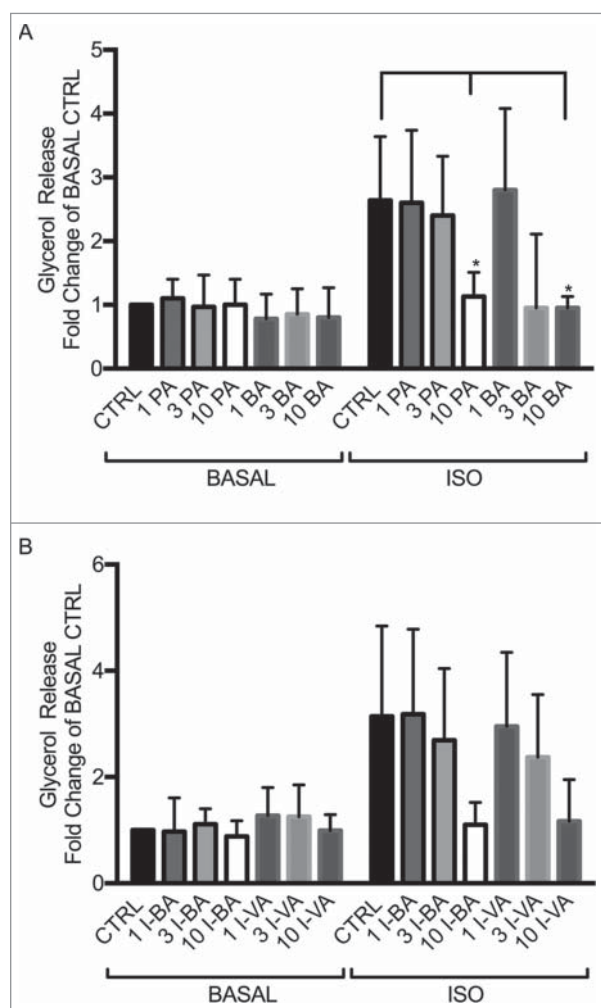 A
Glycerol Release
Fold Change of BASAL CTRL
5
4
3
2
1
0
* *
CTRL 1 PA 3 PA 10 PA 1 BA 3 BA 10 BA CTRL 1 PA 3 PA 10 PA 1 BA 3 BA 10 BA
BASAL ISO
B
Glycerol Release
Fold Change of BASAL CTRL
6
4
2
0
CTRL 1 I-BA 3 I-BA 10 I-BA 1 I-VA 3 I-VA 10 I-VA CTRL 1 I-BA 3 I-BA 10 I-BA 1 I-VA 3 I-VA 10 I-VA
BASAL ISO